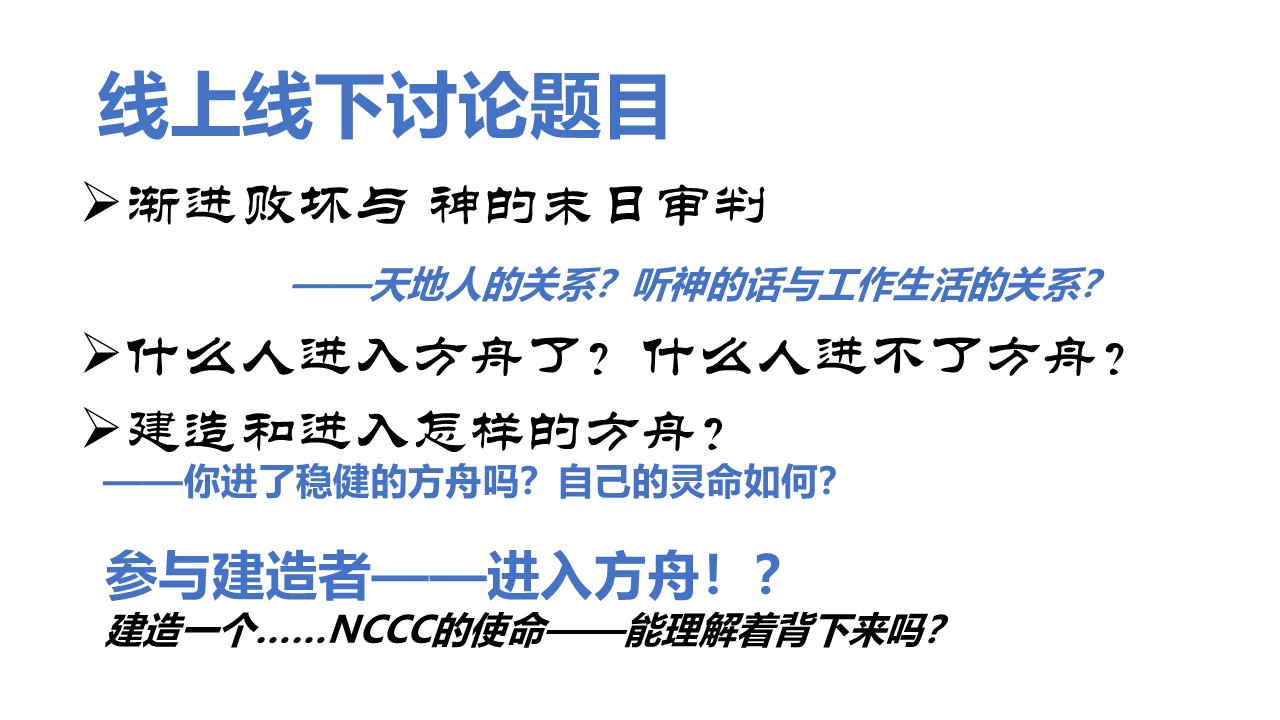 线上线下讨论题目
➢渐进败坏与 神的末日审判
——天地人的关系？听神的话与工作生活的关系？
➢什么人进入方舟了？什么人进不了方舟？
➢建造和进入怎样的方舟？
——你进了稳健的方舟吗？自己的灵命如何？
参与建造者——进入方舟！？
建造一个……NCCC的使命——能理解着背下来吗？